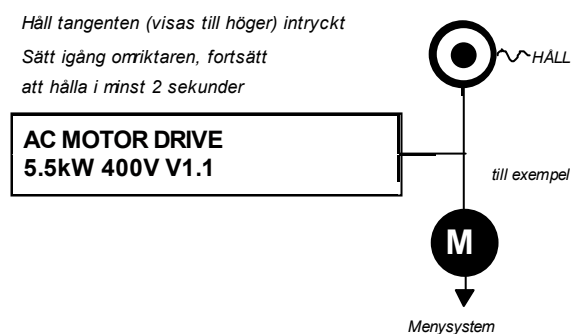 Håll tangenten (visas till höger) intryckt
Sätt igång omriktaren, fortsätt
att hålla i minst 2 sekunder
HÅLL
AC MOTOR DRIVE
5.5kW 400V V1.1
till exempel
M
Menysystem